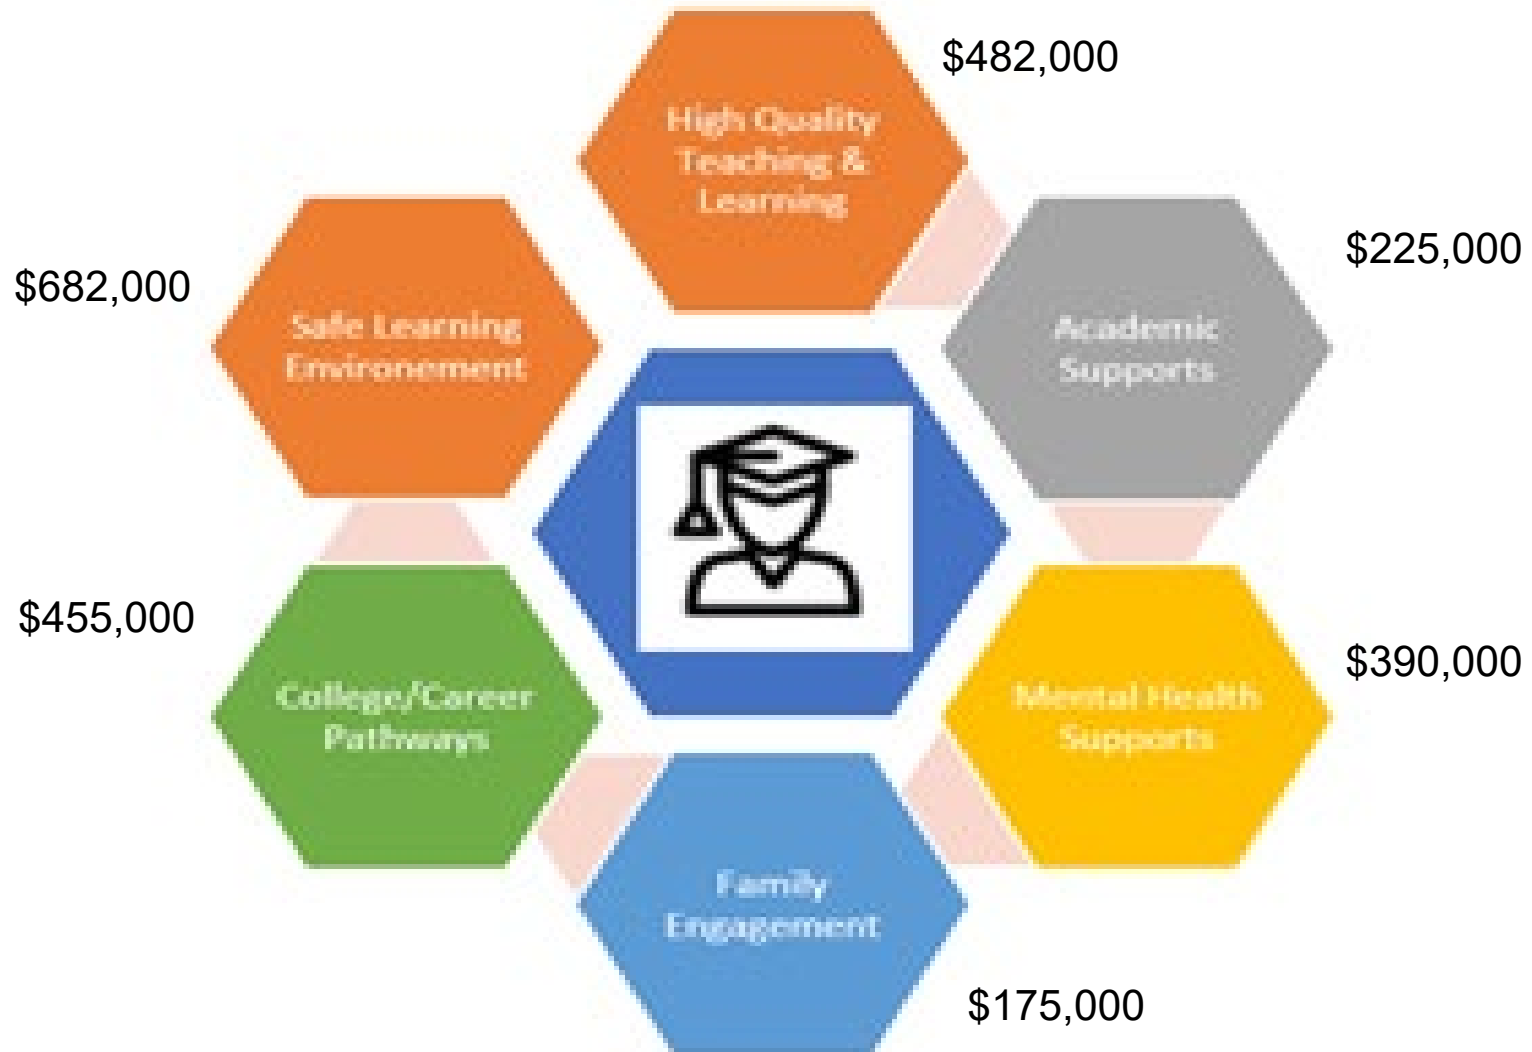 $482,000
High Quality
Teaching &
Learning
$225,000
Academic
Supports
$390,000
Mental Health
Supports
$175,000
Family
Engagement
$455,000
College/Career
Pathways
$682,000
Safe Learning
Environement